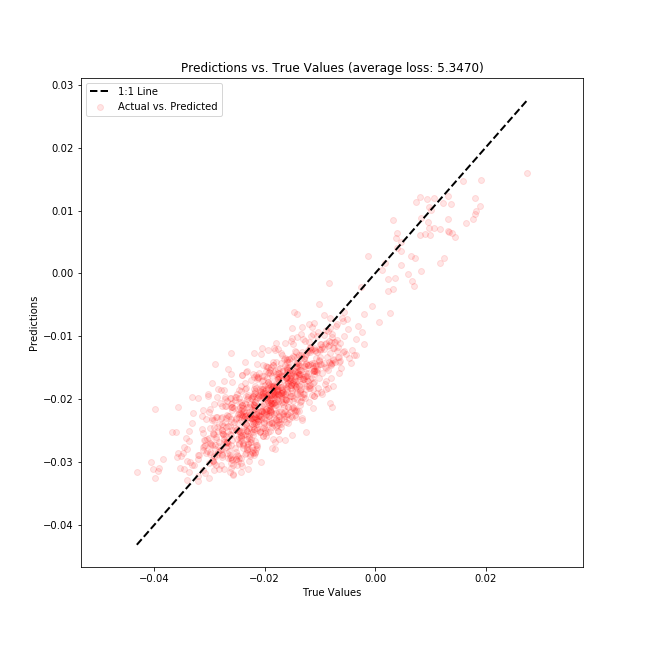 Predictions vs. True Values (average loss: 5.3470)
1:1 Line
Actual vs. Predicted
0.03
0.02
0.01
0.00
−0.01
−0.02
−0.03
−0.04
Predictions
−0.04
−0.02
0.00
0.02
True Values